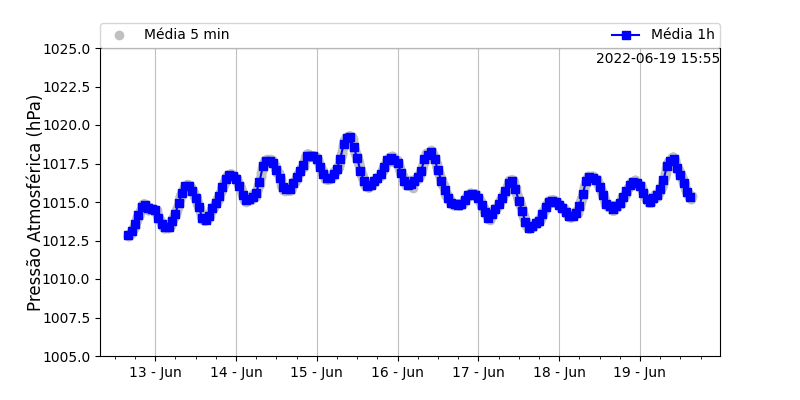 Média 5 min
Média 1h
2022-06-19 15:55
Pressão Atmosférica (hPa)
1025.0
1022.5
1020.0
1017.5
1015.0
1012.5
1010.0
1007.5
1005.0
13 - Jun
14 - Jun
15 - Jun
16 - Jun
17 - Jun
18 - Jun
19 - Jun